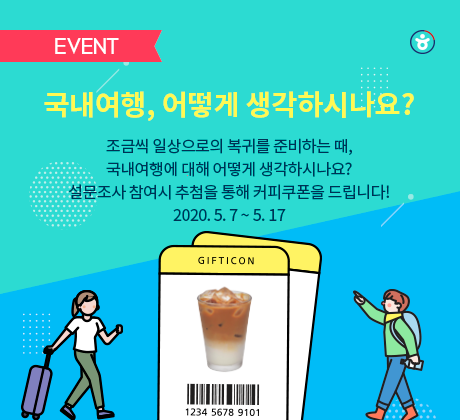 EVENT
국내여행, 어떻게 생각하시나요?
조금씩 일상으로의 복귀를 준비하는 때,
국내여행에 대해 어떻게 생각하시나요?
설문조사 참여시 추첨을 통해 커피쿠폰을 드립니다!
2020. 5. 7 ~ 5. 17
GIFTICON
1234 5678 9101